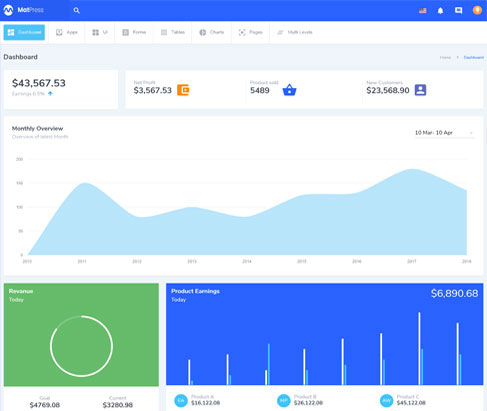 MatPress
Dashboard Apps UI Forms Tables Charts Pages Multi Levels
Dashboard
Home > Dashboard
$43,567.53
Earnings 6.5%
Net Profit
$3,567.53
Product sold
5489
New Customers
$23,568.90
Monthly Overview
Overview of latest Month
10 Mar- 10 Apr
200
150
100
50
0
2010 2011 2012 2013 2014 2015 2016 2017 2018
Revenue
Today
Goal
$4769.08
Current
$3280.98
Product Earnings
Today
$6,890.68
EA
Product A
$16,122.08
MP
Product B
$26,122.08
AW
Product C
$45,122.08